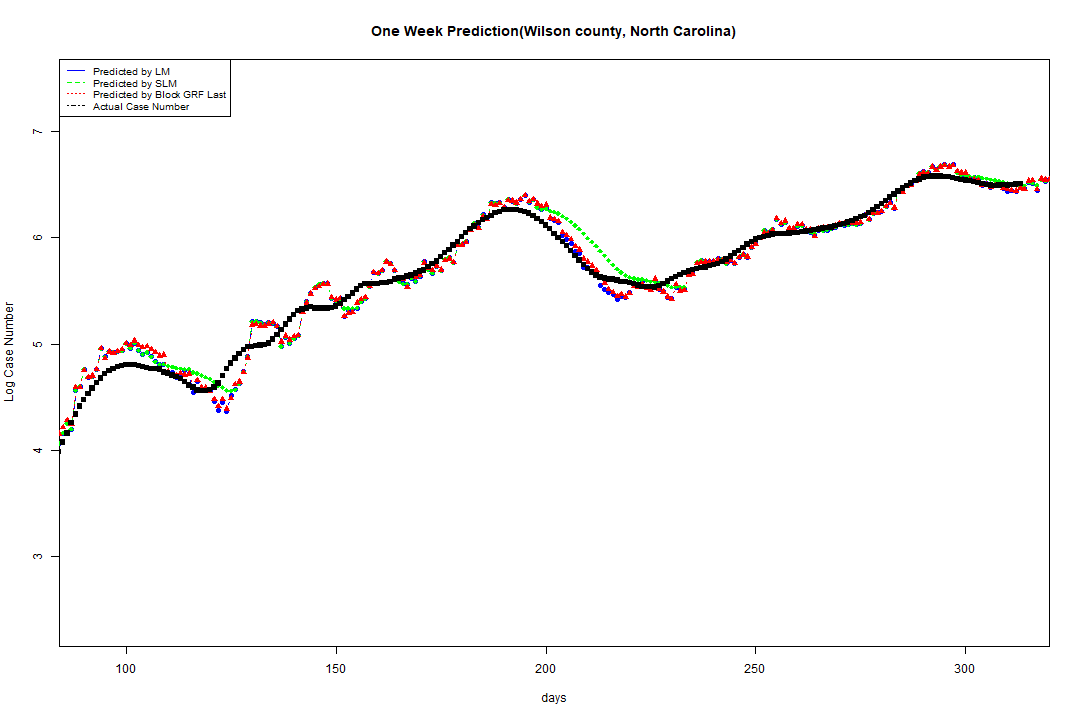 One Week Prediction(Wilson county, North Carolina)
Predicted by LM
Predicted by SLM
Predicted by Block GRF Last
Actual Case Number
7
6
5
4
3
Log Case Number
100 150 200 250 300
days